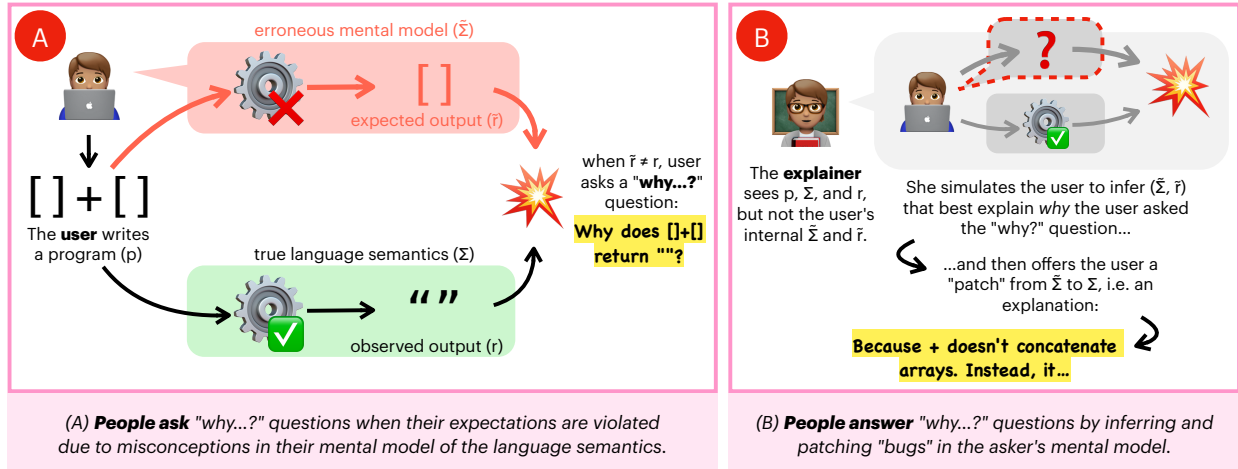 A
erroneous mental model (Σ̃)
[ ]
expected output (r̃)
[ ] + [ ]
The user writes
a program (p)
true language semantics (Σ)
“ ”
observed output (r)
when r̃ ≠ r, user
asks a "why...?"
question:
Why does []+[]
return ""?
(A) People ask "why...?" questions when their expectations are violated
due to misconceptions in their mental model of the language semantics.
B
?
The explainer
sees p, Σ, and r,
but not the user's
internal Σ̃ and r̃.
She simulates the user to infer (Σ̃, r̃)
that best explain why the user asked
the "why?" question...
...and then offers the user a
"patch" from Σ̃ to Σ, i.e. an
explanation:
Because + doesn't concatenate
arrays. Instead, it...
(B) People answer "why...?" questions by inferring and
patching "bugs" in the asker's mental model.